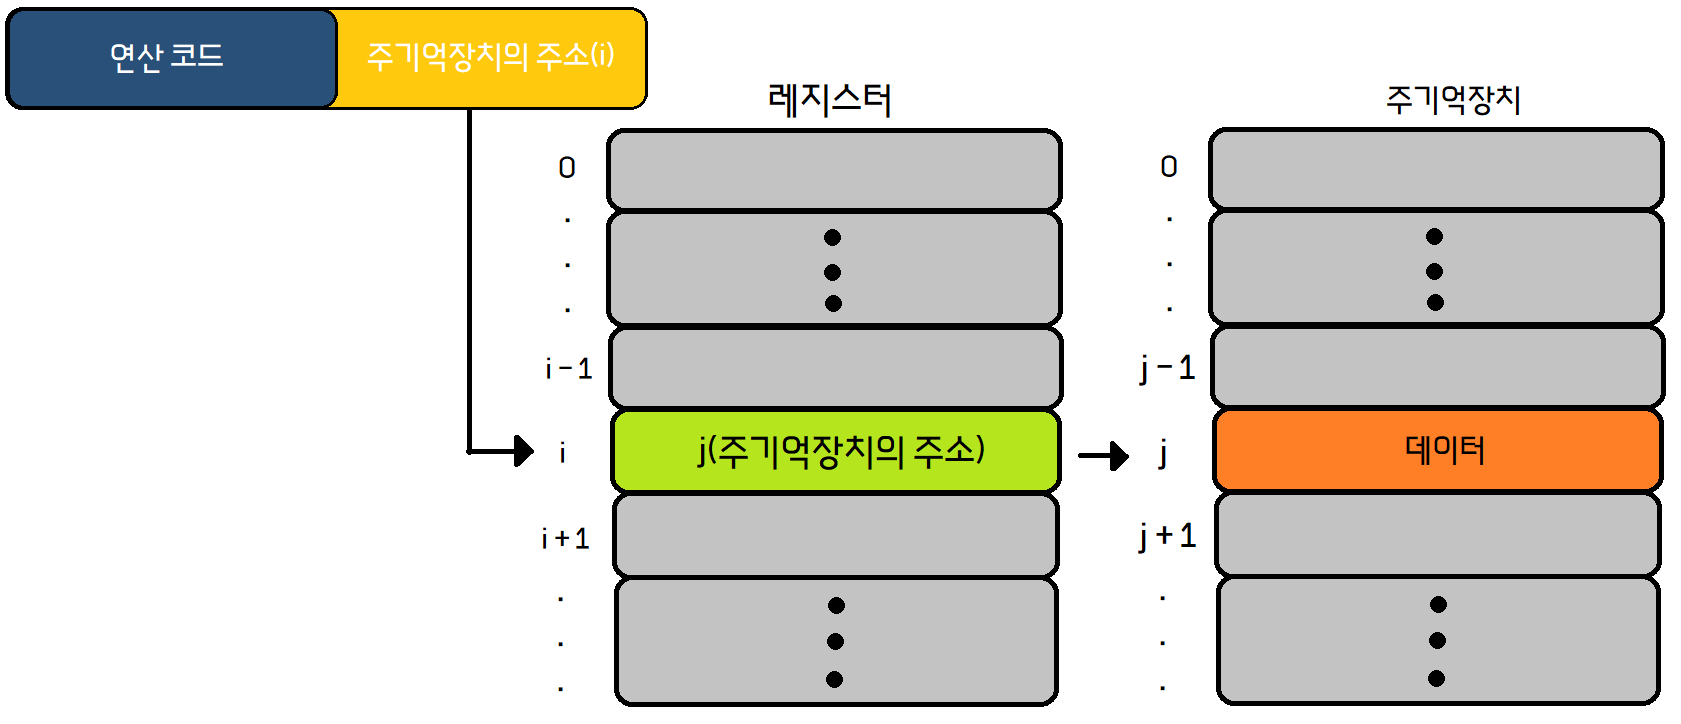 연산 코드
주기억장치의 주소(i)
레지스터
주기억장치
0
.
.
.
i-1
i
j(주기억장치의 주소)
i+1
.
.
.
0
.
.
.
j-1
j
데이터
j+1
.
.
.